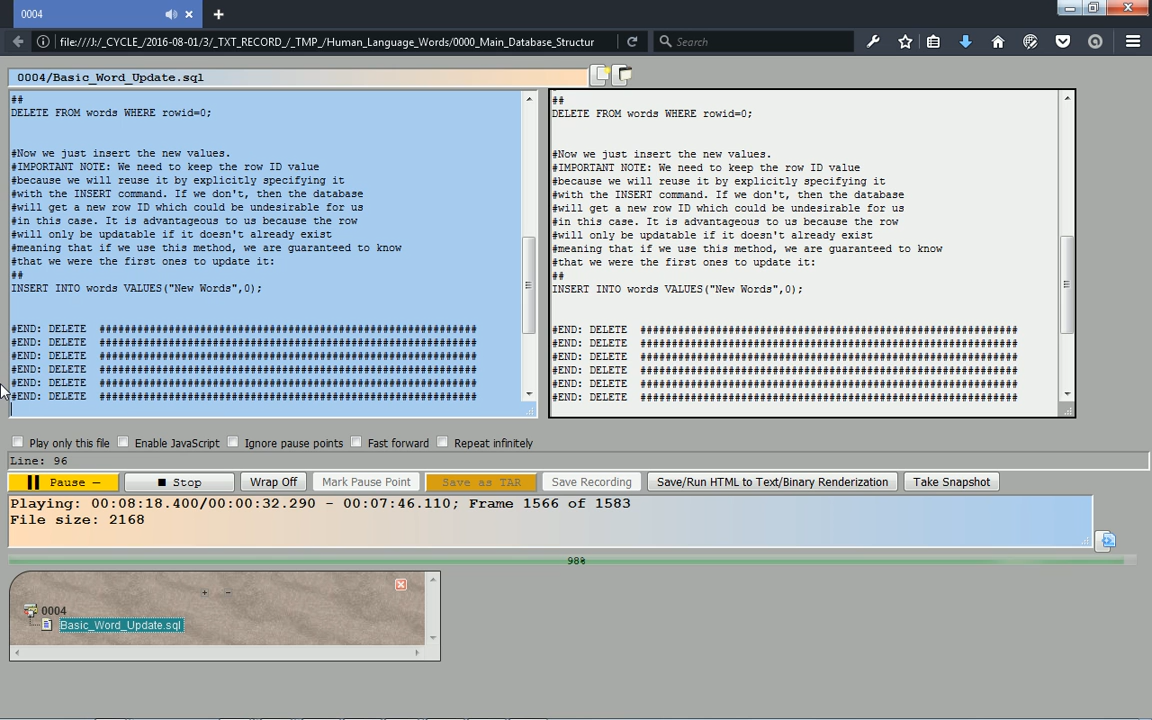 0004
file:///J:/_CYCLE_/2016-08-01/3/_TXT_RECORD_/_TMP_/Human_Language_Words/0000_Main_Database_Structur
Search
0004/Basic_Word_Update.sql
##
DELETE FROM words WHERE rowid=0;
#Now we just insert the new values.
#IMPORTANT NOTE: We need to keep the row ID value
#because we will reuse it by explicitly specifying it
#with the INSERT command. If we don't, then the database
#will get a new row ID which could be undesirable for us
#in this case. It is advantageous to us because the row
#will only be updatable if it doesn't already exist
#meaning that if we use this method, we are guaranteed to know
#that we were the first ones to update it:
##
INSERT INTO words VALUES("New Words",0);
#END: DELETE ############################################################
#END: DELETE ############################################################
#END: DELETE ############################################################
#END: DELETE ############################################################
#END: DELETE ############################################################
#END: DELETE ############################################################
##
DELETE FROM words WHERE rowid=0;
#Now we just insert the new values.
#IMPORTANT NOTE: We need to keep the row ID value
#because we will reuse it by explicitly specifying it
#with the INSERT command. If we don't, then the database
#will get a new row ID which could be undesirable for us
#in this case. It is advantageous to us because the row
#will only be updatable if it doesn't already exist
#meaning that if we use this method, we are guaranteed to know
#that we were the first ones to update it:
##
INSERT INTO words VALUES("New Words",0);
#END: DELETE ############################################################
#END: DELETE ############################################################
#END: DELETE ############################################################
#END: DELETE ############################################################
#END: DELETE ############################################################
#END: DELETE ############################################################
Play only this file Enable JavaScript Ignore pause points Fast forward Repeat infinitely
Line: 96
Pause — Stop Wrap Off Mark Pause Point Save as TAR Save Recording Save/Run HTML to Text/Binary Renderization Take Snapshot
Playing: 00:08:18.400/00:00:32.290 - 00:07:46.110; Frame 1566 of 1583
File size: 2168
98%
+ -
0004
Basic_Word_Update.sql